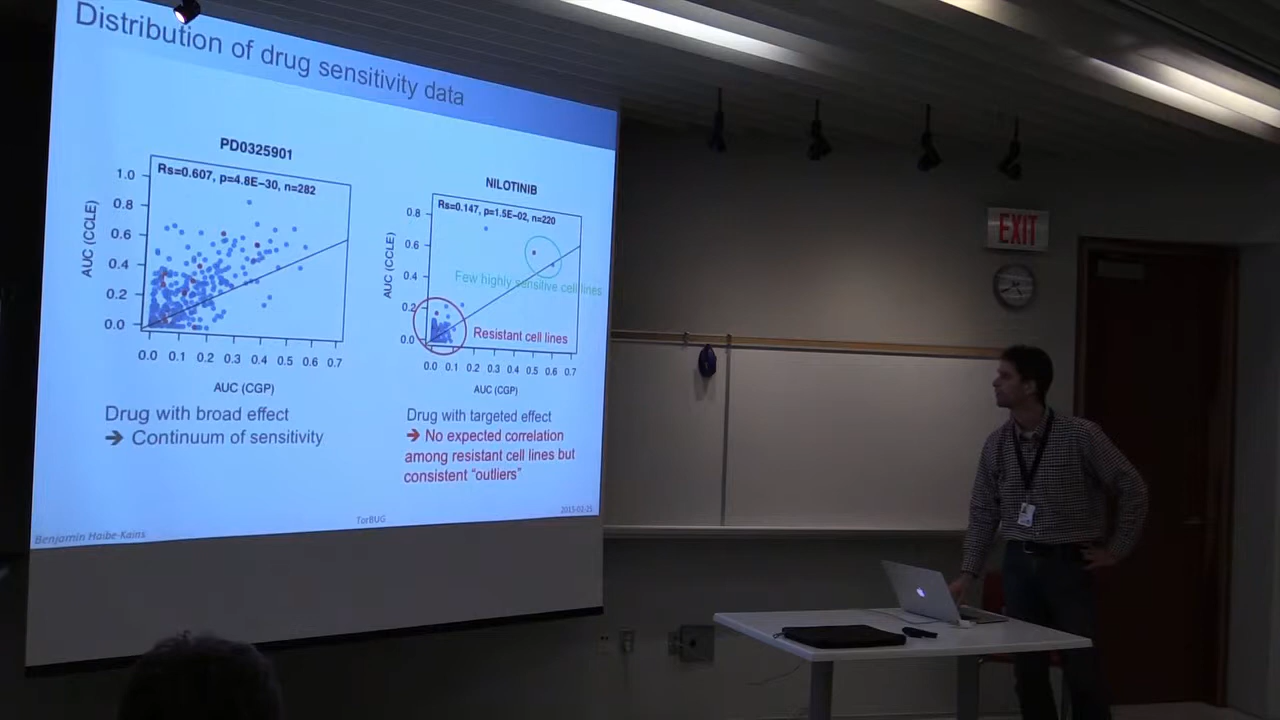 Distribution of drug sensitivity data
PD0325901
Rs=0.607, p=4.8E−30, n=282
1.0
0.8
0.6
0.4
0.2
0.0
AUC (CCLE)
0.0 0.1 0.2 0.3 0.4 0.5 0.6 0.7
AUC (CGP)
Drug with broad effect
➔ Continuum of sensitivity
NILOTINIB
Rs=0.147, p=1.5E−02, n=220
0.8
0.6
0.4
0.2
0.0
AUC (CCLE)
Few highly sensitive cell lines
Resistant cell lines
0.0 0.1 0.2 0.3 0.4 0.5 0.6 0.7
AUC (CGP)
Drug with targeted effect
➔ No expected correlation
among resistant cell lines but
consistent “outliers”
Benjamin Haibe-Kains
TorBUG
2015-02-25
EXIT